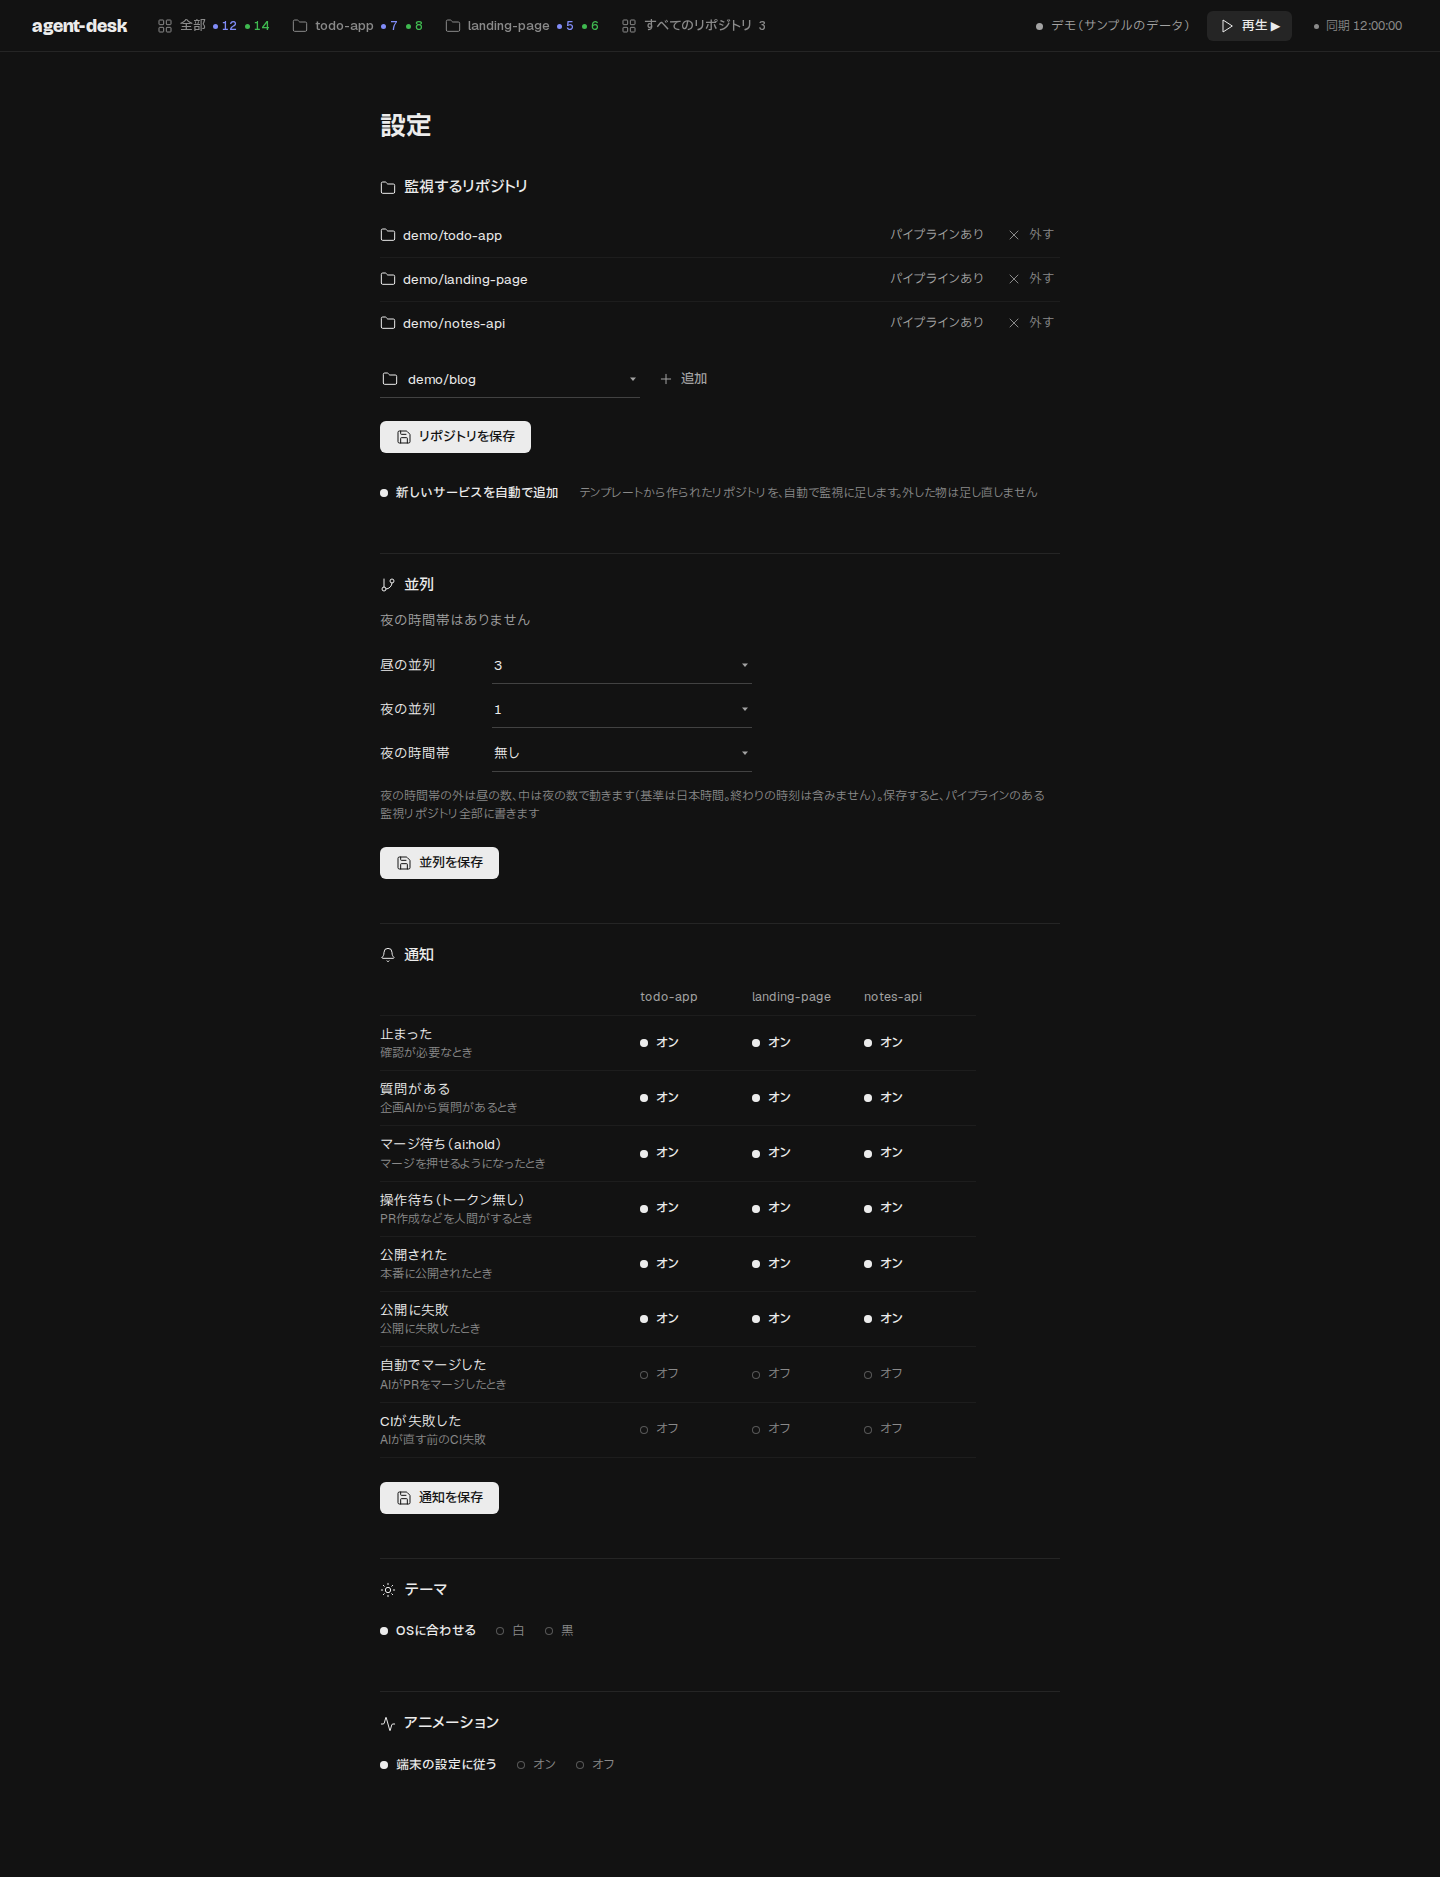 agent-desk 全部 12 14 todo-app 7 8 landing-page 5 6 すべてのリポジトリ 3 デモ（サンプルのデータ） 再生 ▶ 同期 12:00:00
設定
監視するリポジトリ
demo/todo-app パイプラインあり 外す
demo/landing-page パイプラインあり 外す
demo/notes-api パイプラインあり 外す
demo/blog 追加
リポジトリを保存
新しいサービスを自動で追加 テンプレートから作られたリポジトリを、自動で監視に足します。外した物は足し直しません
並列
夜の時間帯はありません
昼の並列 3
夜の並列 1
夜の時間帯 無し
夜の時間帯の外は昼の数、中は夜の数で動きます（基準は日本時間。終わりの時刻は含みません）。保存すると、パイプラインのある
監視リポジトリ全部に書きます
並列を保存
通知
todo-app landing-page notes-api
止まった
確認が必要なとき
オン オン オン
質問がある
企画AIから質問があるとき
オン オン オン
マージ待ち（ai:hold）
マージを押せるようになったとき
オン オン オン
操作待ち（トークン無し）
PR作成などを人間がするとき
オン オン オン
公開された
本番に公開されたとき
オン オン オン
公開に失敗
公開に失敗したとき
オン オン オン
自動でマージした
AIがPRをマージしたとき
オフ オフ オフ
CIが失敗した
AIが直す前のCI失敗
オフ オフ オフ
通知を保存
テーマ
OSに合わせる 白 黒
アニメーション
端末の設定に従う オン オフ